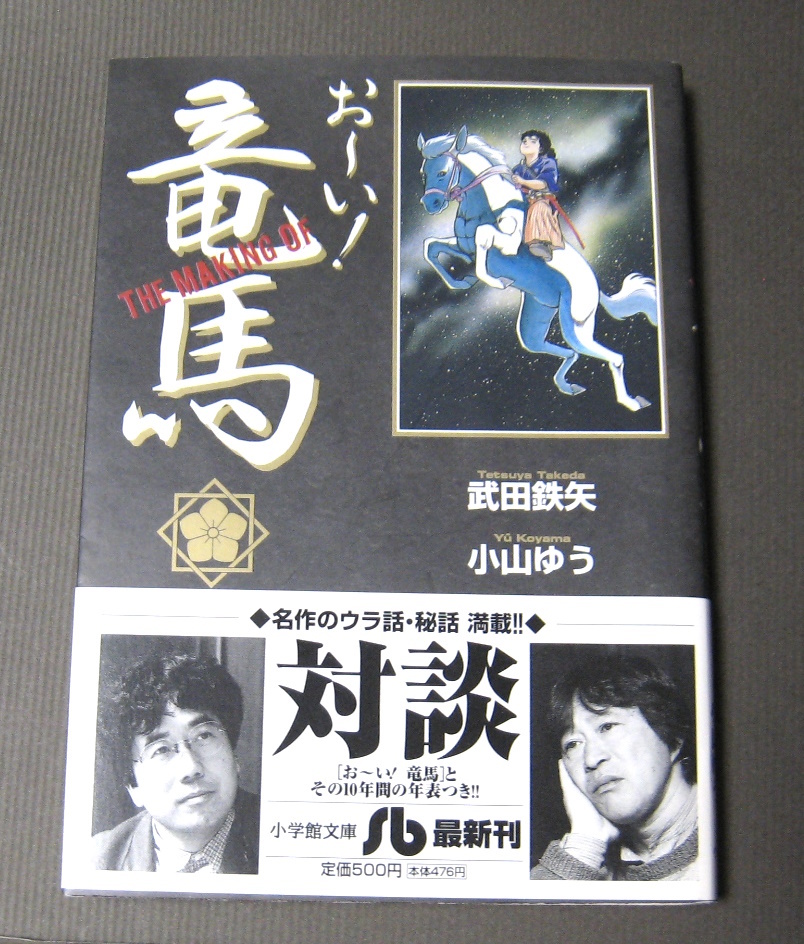 お〜い!
竜馬
THE MAKING OF
Tetsuya Takeda
武田鉄矢
Yū Koyama
小山ゆう
◆名作のウラ話・秘話 満載!!◆
対談
[お〜い! 竜馬]と
その10年間の年表つき!!
小学館文庫 Sb 最新刊
定価500円 本体476円